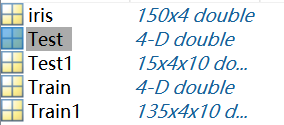 iris 150x4 double
Test 4-D double
Test1 15x4x10 do...
Train 4-D double
Train1 135x4x10 d...